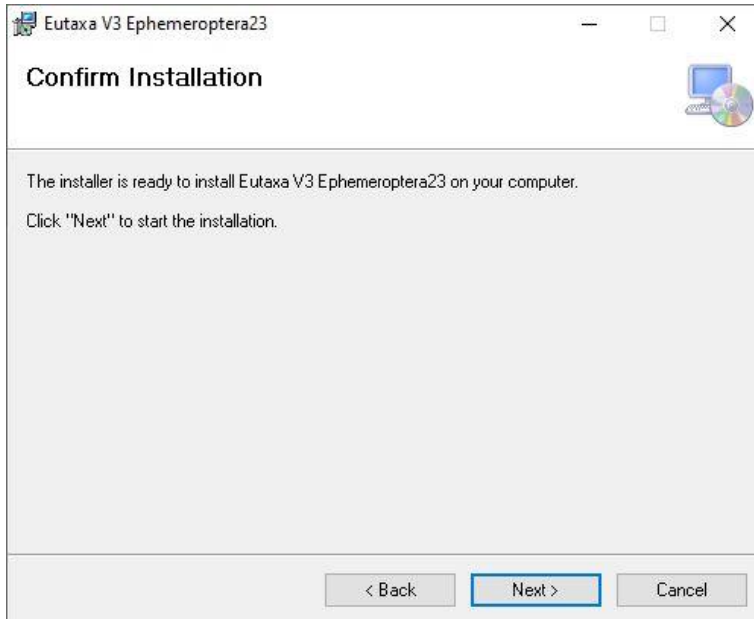 Eutaxa V3 Ephemeroptera23
Confirm Installation
The installer is ready to install Eutaxa V3 Ephemeroptera23 on your computer.
Click "Next" to start the installation.
< Back
Next >
Cancel